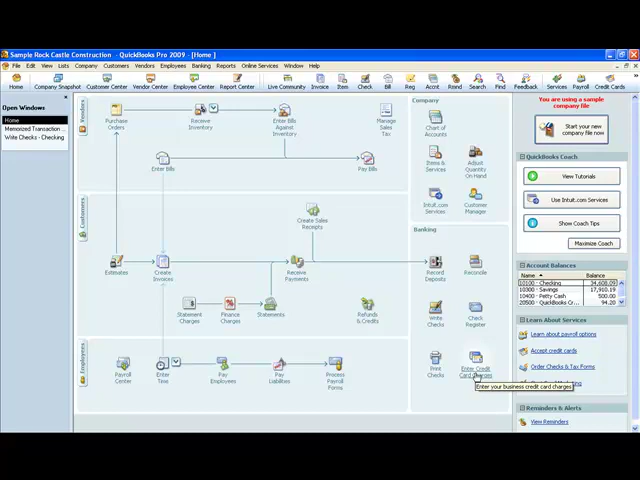 Sample Rock Castle Construction - QuickBooks Pro 2009 - [Home ]
File Edit View Lists Company Customers Vendors Employees Banking Reports Online Services Window Help
Home Company Snapshot Customer Center Vendor Center Employee Center Report Center Live Community Invoice Item Check Bill Reg Accnt Rmnd Search Find Feedback Services Payroll Credit Cards
Open Windows
Home
Memorized Transaction ...
Write Checks - Checking
Vendors
Purchase
Orders
Receive
Inventory
Enter Bills
Against
Inventory
Manage
Sales
Tax
Enter Bills
Pay Bills
Customers
Create Sales
Receipts
Estimates
Create
Invoices
Receive
Payments
Statement
Charges
Finance
Charges
Statements
Refunds
& Credits
Employees
Payroll
Center
Enter
Time
Pay
Employees
Pay
Liabilities
Process
Payroll
Forms
Company
Chart of
Accounts
Items &
Services
Adjust
Quantity
On Hand
Intuit.com
Services
Customer
Manager
Banking
Record
Deposits
Reconcile
Write
Checks
Check
Register
Print
Checks
Enter Credit
Card Charges
Enter your business credit card charges
You are using a sample
company file
Start your new
company file now
QuickBooks Coach
View Tutorials
Use Intuit.com Services
Show Coach Tips
Maximize Coach
Account Balances
Name Balance
10100 · Checking 34,608.09
10300 · Savings 17,910.19
10400 · Petty Cash 500.00
20500 · QuickBooks Cr... 94.20
Learn About Services
Learn about payroll options
Accept credit cards
Order Checks & Tax Forms
Reminders & Alerts
View Reminders